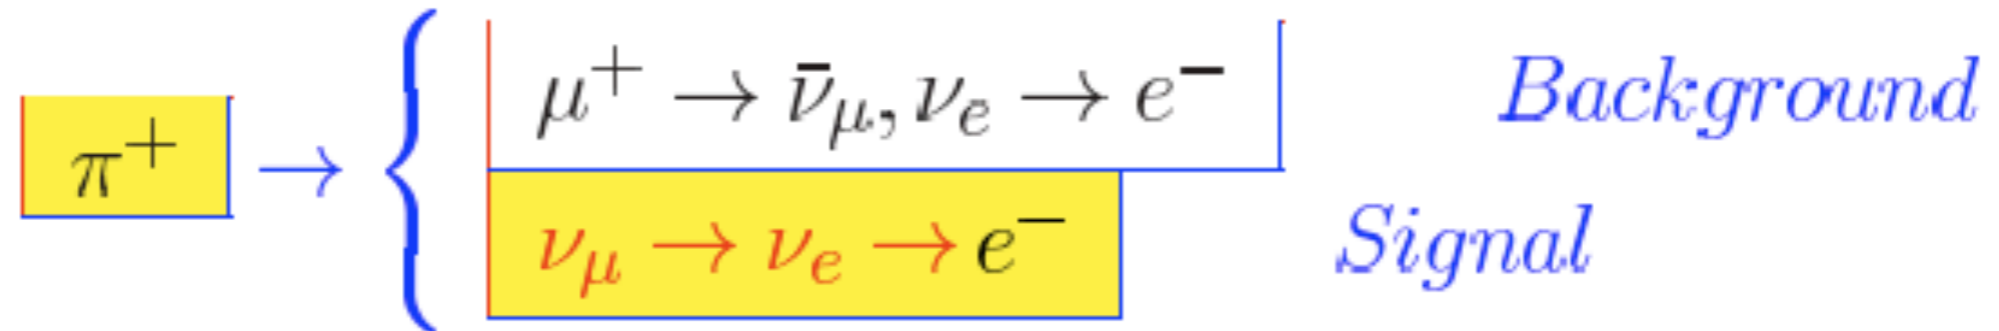 μ⁺ → ν̄_μ, ν_e → e⁻ Background
π⁺ → {
ν_μ → ν_e → e⁻ Signal